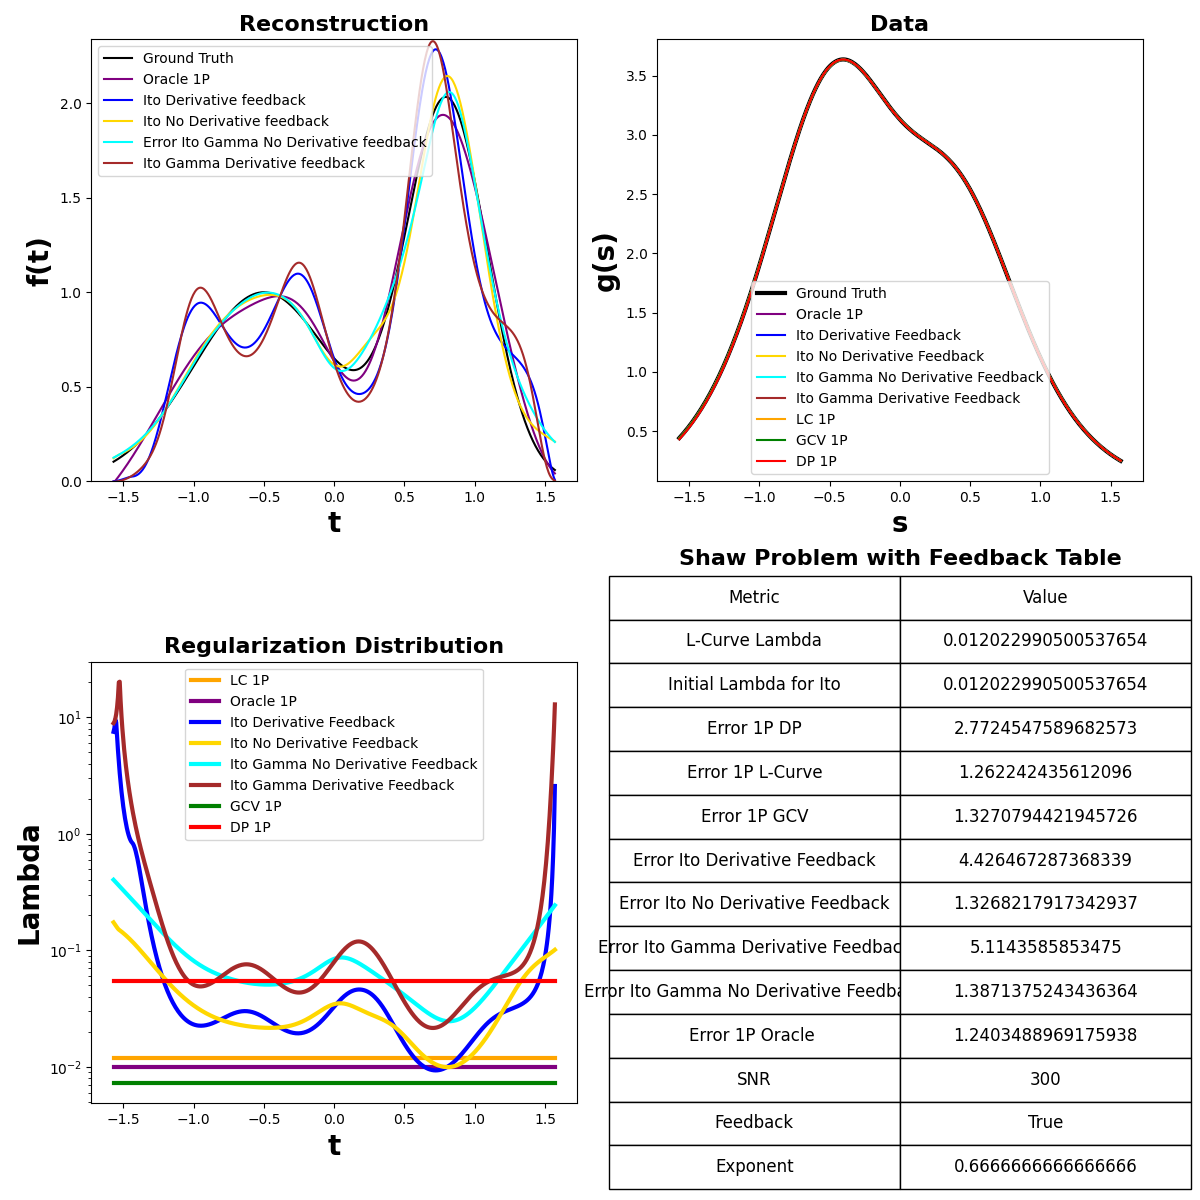 Reconstruction
Ground Truth
Oracle 1P
Ito Derivative feedback
Ito No Derivative feedback
Error Ito Gamma No Derivative feedback
Ito Gamma Derivative feedback
f(t)
2.0
1.5
1.0
0.5
0.0
−1.5 −1.0 −0.5 0.0 0.5 1.0 1.5
t
Data
g(s)
3.5
3.0
2.5
2.0
1.5
1.0
0.5
Ground Truth
Oracle 1P
Ito Derivative Feedback
Ito No Derivative Feedback
Ito Gamma No Derivative Feedback
Ito Gamma Derivative Feedback
LC 1P
GCV 1P
DP 1P
−1.5 −1.0 −0.5 0.0 0.5 1.0 1.5
s
Regularization Distribution
LC 1P
Oracle 1P
Ito Derivative Feedback
Ito No Derivative Feedback
Ito Gamma No Derivative Feedback
Ito Gamma Derivative Feedback
GCV 1P
DP 1P
Lambda
10¹
10⁰
10⁻¹
10⁻²
−1.5 −1.0 −0.5 0.0 0.5 1.0 1.5
t
Shaw Problem with Feedback Table
Metric Value
L-Curve Lambda 0.012022990500537654
Initial Lambda for Ito 0.012022990500537654
Error 1P DP 2.7724547589682573
Error 1P L-Curve 1.262242435612096
Error 1P GCV 1.3270794421945726
Error Ito Derivative Feedback 4.426467287368339
Error Ito No Derivative Feedback 1.3268217917342937
Error Ito Gamma Derivative Feedbac 5.1143585853475
Error Ito Gamma No Derivative Feedba 1.3871375243436364
Error 1P Oracle 1.2403488969175938
SNR 300
Feedback True
Exponent 0.6666666666666666